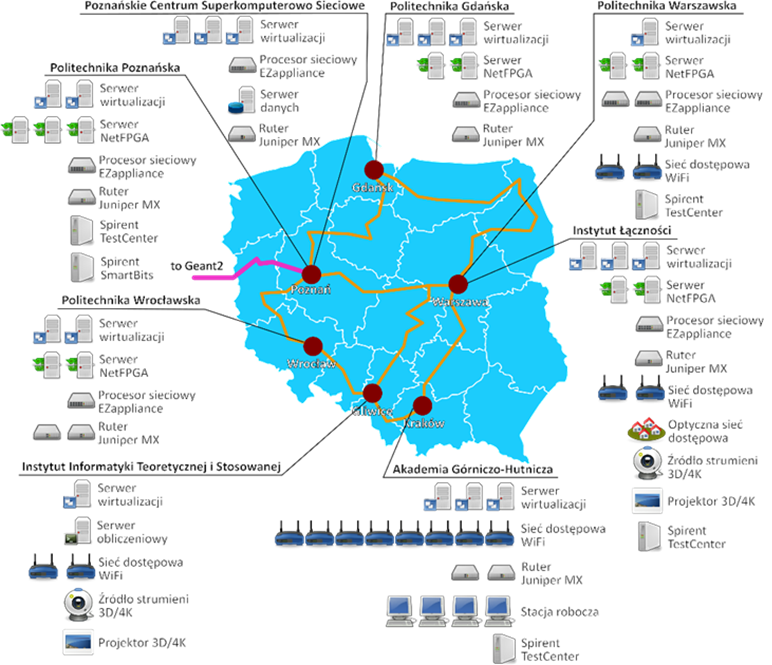 Poznańskie Centrum Superkomputerowo Sieciowe
Serwer
wirtualizacji
Procesor sieciowy
EZappliance
Serwer
danych
Ruter
Juniper MX
Politechnika Gdańska
Serwer
wirtualizacji
Serwer
NetFPGA
Procesor sieciowy
EZappliance
Ruter
Juniper MX
Politechnika Warszawska
Serwer
wirtualizacji
Serwer
NetFPGA
Procesor sieciowy
EZappliance
Ruter
Juniper MX
Sieć dostępowa
WiFi
Spirent
TestCenter
Politechnika Poznańska
Serwer
wirtualizacji
Serwer
NetFPGA
Procesor sieciowy
EZappliance
Ruter
Juniper MX
Spirent
TestCenter
Spirent
SmartBits
to Geant2
Gdańsk
Poznań
Warszawa
Wrocław
Gliwice
Kraków
Instytut Łączności
Serwer
wirtualizacji
Serwer
NetFPGA
Procesor sieciowy
EZappliance
Ruter
Juniper MX
Sieć dostępowa
WiFi
Optyczna sieć
dostępowa
Źródło strumieni
3D/4K
Projektor 3D/4K
Spirent
TestCenter
Politechnika Wrocławska
Serwer
wirtualizacji
Serwer
NetFPGA
Procesor sieciowy
EZappliance
Ruter
Juniper MX
Instytut Informatyki Teoretycznej i Stosowanej
Serwer
wirtualizacji
Serwer
obliczeniowy
Sieć dostępowa
WiFi
Źródło strumieni
3D/4K
Projektor 3D/4K
Akademia Górniczo-Hutnicza
Serwer
wirtualizacji
Sieć dostępowa
WiFi
Ruter
Juniper MX
Stacja robocza
Spirent
TestCenter